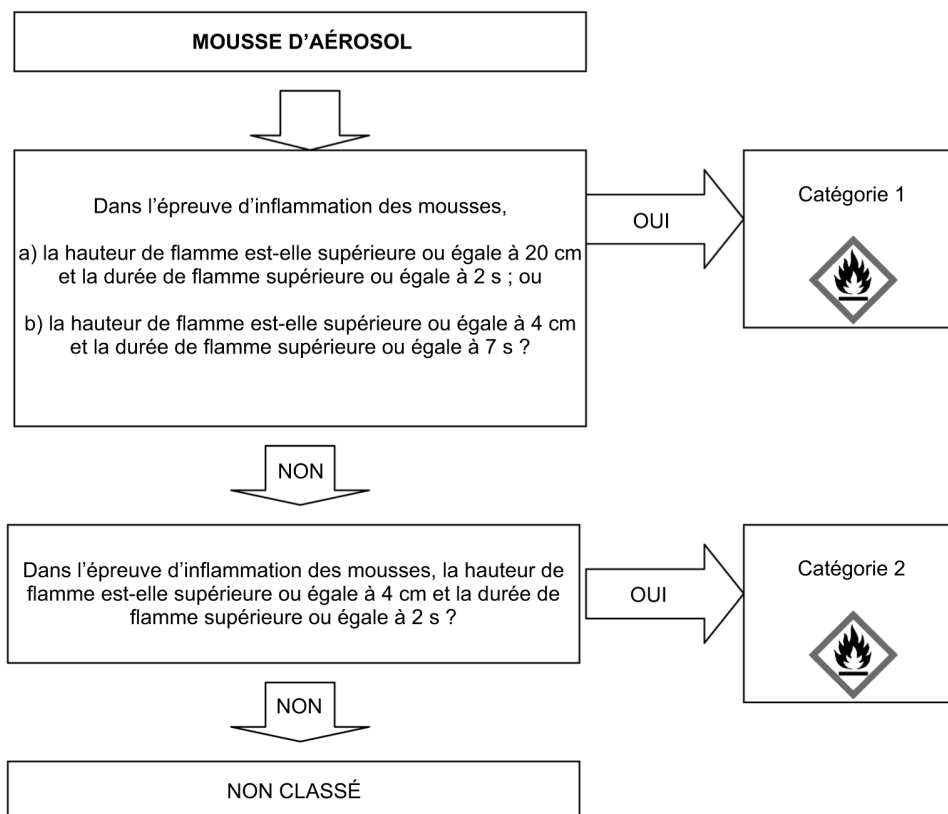 MOUSSE D’AÉROSOL
Dans l’épreuve d’inflammation des mousses,
a) la hauteur de flamme est-elle supérieure ou égale à 20 cm
et la durée de flamme supérieure ou égale à 2 s ; ou
b) la hauteur de flamme est-elle supérieure ou égale à 4 cm
et la durée de flamme supérieure ou égale à 7 s ?
OUI
Catégorie 1
NON
Dans l’épreuve d’inflammation des mousses, la hauteur de
flamme est-elle supérieure ou égale à 4 cm et la durée de
flamme supérieure ou égale à 2 s ?
OUI
Catégorie 2
NON
NON CLASSÉ